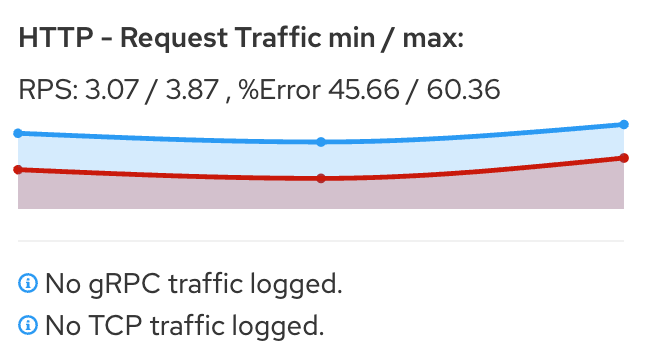 HTTP - Request Traffic min / max:
RPS: 3.07 / 3.87 , %Error 45.66 / 60.36
No gRPC traffic logged.
No TCP traffic logged.